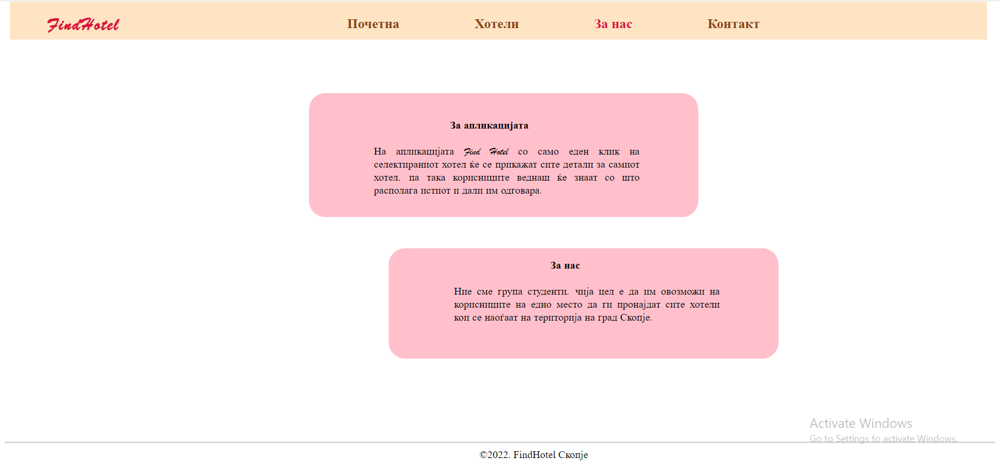 FindHotel Почетна Хотели За нас Контакт
За апликацијата
На апликацијата Find Hotel со само еден клик на
селектираниот хотел ќе се прикажат сите детали за самиот
хотел, па така корисниците веднаш ќе знаат со што
располага истиот и дали им одговара.
За нас
Ние сме група студенти, чија цел е да им овозможи на
корисниците на едно место да ги пронајдат сите хотели
кои се наоѓаат на територија на град Скопје.
Activate Windows
Go to Settings to activate Windows.
©2022. FindHotel Скопје